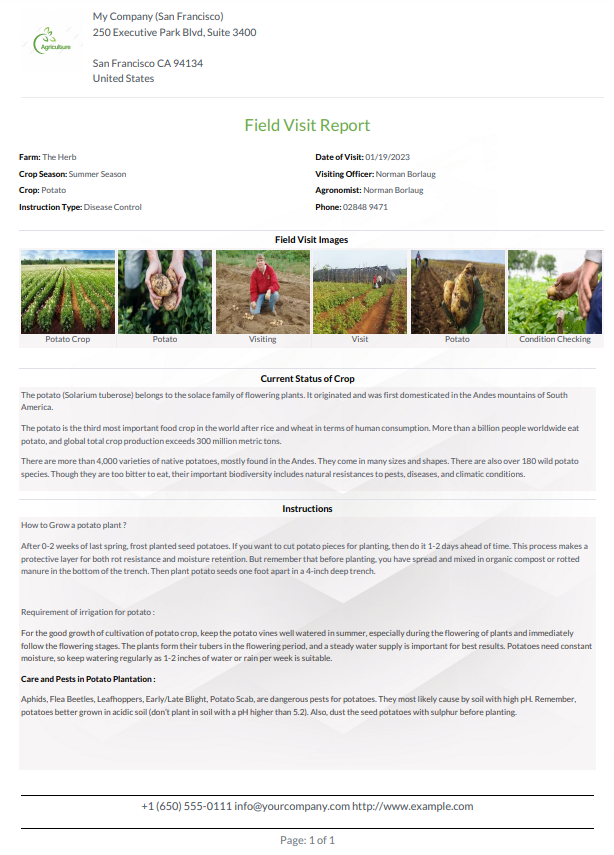 Agriculture
My Company (San Francisco)
250 Executive Park Blvd, Suite 3400
San Francisco CA 94134
United States
Field Visit Report
Farm: The Herb
Date of Visit: 01/19/2023
Crop Season: Summer Season
Visiting Officer: Norman Borlaug
Crop: Potato
Agronomist: Norman Borlaug
Instruction Type: Disease Control
Phone: 02848 9471
Field Visit Images
Potato Crop
Potato
Visiting
Visit
Potato
Condition Checking
Current Status of Crop
The potato (Solarium tuberose) belongs to the solace family of flowering plants. It originated and was first domesticated in the Andes mountains of South
America.
The potato is the third most important food crop in the world after rice and wheat in terms of human consumption. More than a billion people worldwide eat
potato, and global total crop production exceeds 300 million metric tons.
There are more than 4,000 varieties of native potatoes, mostly found in the Andes. They come in many sizes and shapes. There are also over 180 wild potato
species. Though they are too bitter to eat, their important biodiversity includes natural resistances to pests, diseases, and climatic conditions.
Instructions
How to Grow a potato plant ?
After 0-2 weeks of last spring, frost planted seed potatoes. If you want to cut potato pieces for planting, then do it 1-2 days ahead of time. This process makes a
protective layer for both rot resistance and moisture retention. But remember that before planting, you have spread and mixed in organic compost or rotted
manure in the bottom of the trench. Then plant potato seeds one foot apart in a 4-inch deep trench.
Requirement of irrigation for potato :
For the good growth of cultivation of potato crop, keep the potato vines well watered in summer, especially during the flowering of plants and immediately
follow the flowering stages. The plants form their tubers in the flowering period, and a steady water supply is important for best results. Potatoes need constant
moisture, so keep watering regularly as 1-2 inches of water or rain per week is suitable.
Care and Pests in Potato Plantation :
Aphids, Flea Beetles, Leafhoppers, Early/Late Blight, Potato Scab, are dangerous pests for potatoes. They most likely cause by soil with high pH. Remember,
potatoes better grown in acidic soil (don't plant in soil with a pH higher than 5.2). Also, dust the seed potatoes with sulphur before planting.
+1 (650) 555-0111 info@yourcompany.com http://www.example.com
Page: 1 of 1